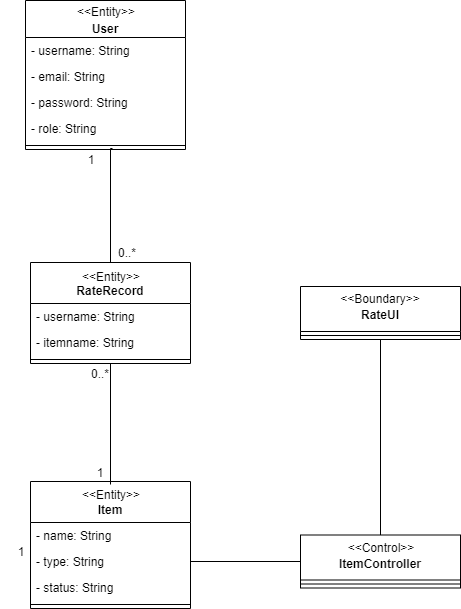 <<Entity>>
User
- username: String
- email: String
- password: String
- role: String
1
0..*
<<Entity>>
RateRecord
- username: String
- itemname: String
0..*
1
<<Boundary>>
RateUI
<<Entity>>
Item
- name: String
- type: String
- status: String
1
<<Control>>
ItemController